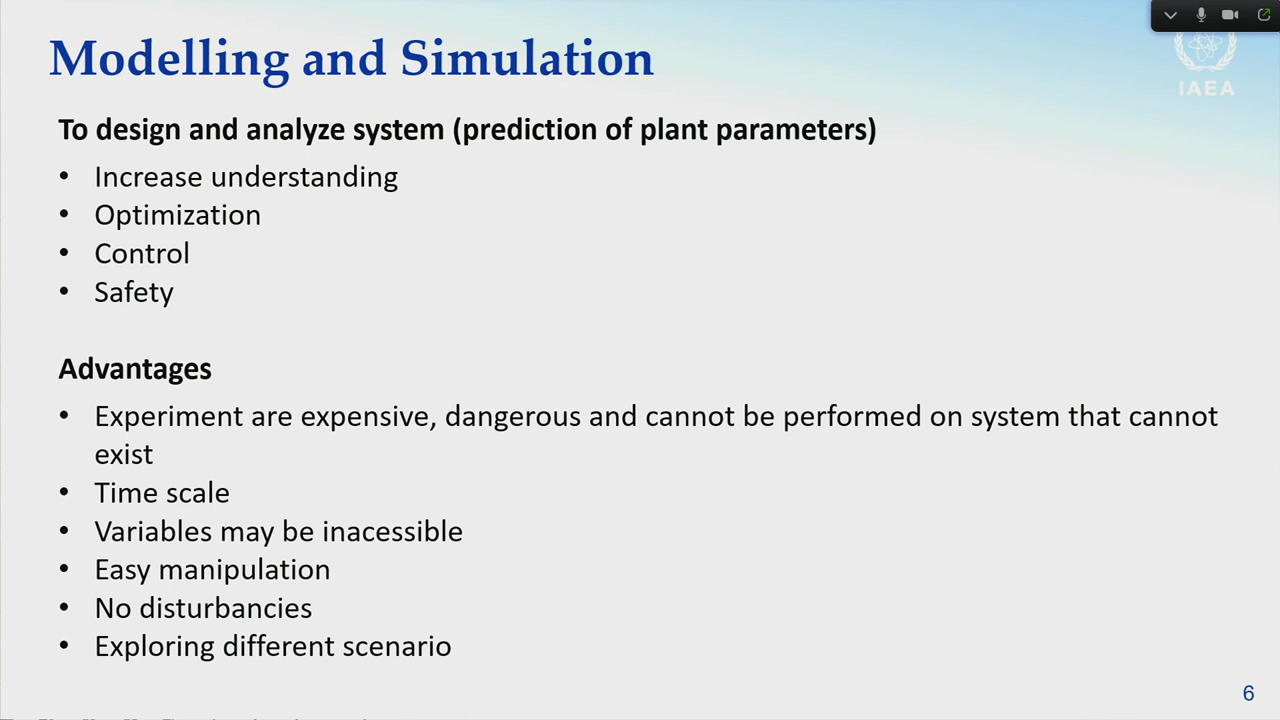 Modelling and Simulation
IAEA
To design and analyze system (prediction of plant parameters)
• Increase understanding
• Optimization
• Control
• Safety
Advantages
• Experiment are expensive, dangerous and cannot be performed on system that cannot
exist
• Time scale
• Variables may be inacessible
• Easy manipulation
• No disturbancies
• Exploring different scenario
6